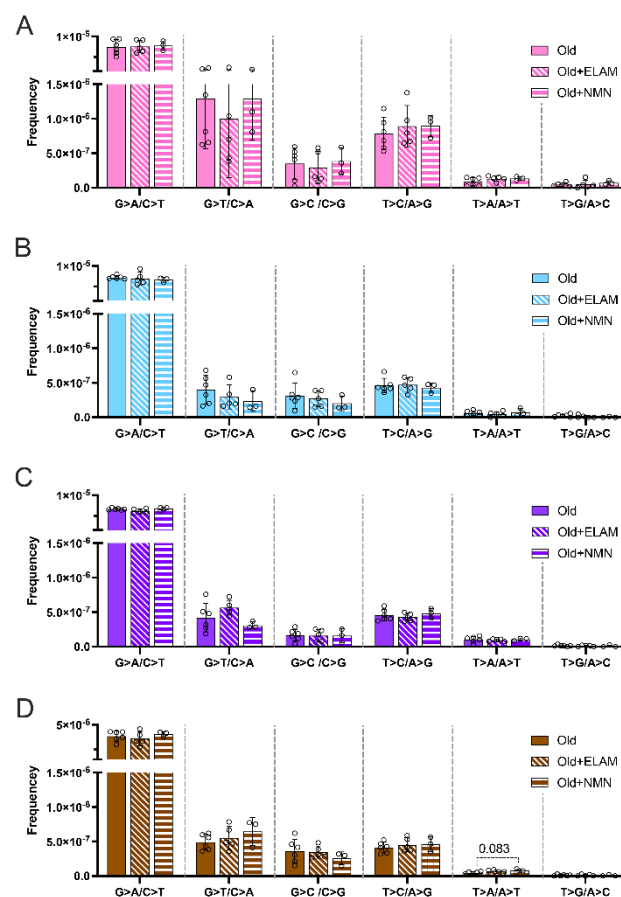 A
Frequencey
1×10⁻⁵
1.5×10⁻⁶
1.0×10⁻⁶
5.0×10⁻⁷
0.0
G>A/C>T G>T/C>A G>C /C>G T>C/A>G T>A/A>T T>G/A>C
Old
Old+ELAM
Old+NMN
B
Frequencey
1×10⁻⁵
1.5×10⁻⁶
1.0×10⁻⁶
5.0×10⁻⁷
0.0
G>A/C>T G>T/C>A G>C /C>G T>C/A>G T>A/A>T T>G/A>C
Old
Old+ELAM
Old+NMN
C
Frequencey
1×10⁻⁵
1.5×10⁻⁶
1.0×10⁻⁶
5.0×10⁻⁷
0.0
G>A/C>T G>T/C>A G>C /C>G T>C/A>G T>A/A>T T>G/A>C
Old
Old+ELAM
Old+NMN
D
Frequencey
5×10⁻⁶
1.5×10⁻⁶
1.0×10⁻⁶
5.0×10⁻⁷
0.0
G>A/C>T G>T/C>A G>C /C>G T>C/A>G T>A/A>T T>G/A>C
Old
Old+ELAM
Old+NMN
0.083